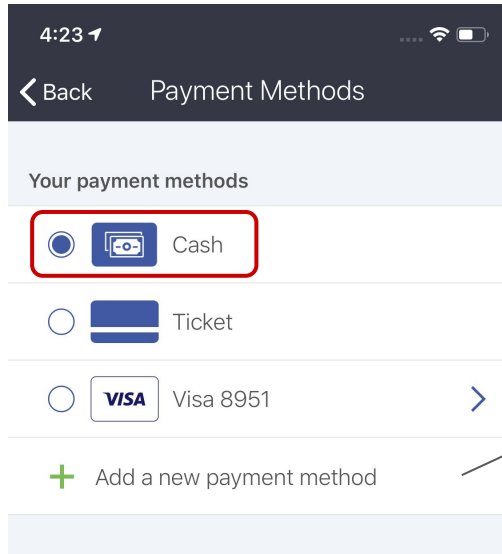 4:23
Back Payment Methods
Your payment methods
Cash
Ticket
VISA Visa 8951
Add a new payment method